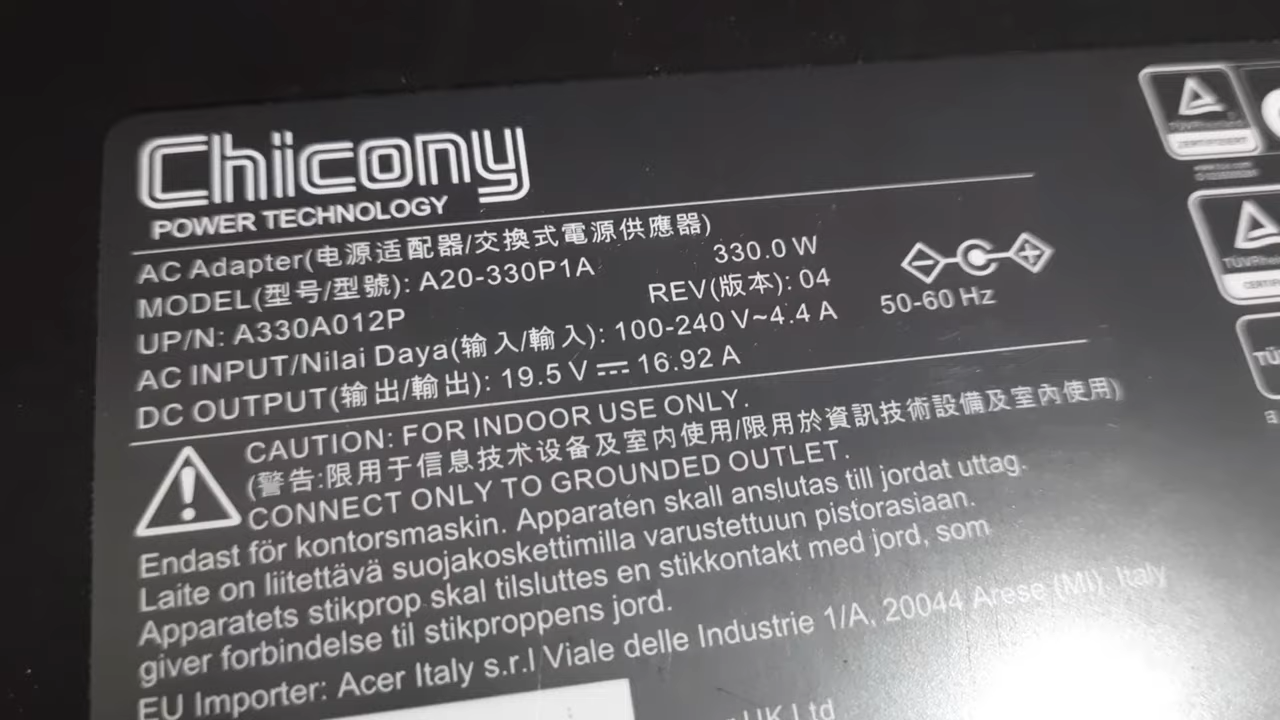 Chicony
POWER TECHNOLOGY
AC Adapter(电源适配器/交換式電源供應器)
MODEL(型号/型號): A20-330P1A 330.0 W
UP/N: A330A012P REV(版本): 04
AC INPUT/Nilai Daya(输入/輸入): 100-240 V~4.4 A 50-60 Hz
DC OUTPUT(输出/輸出): 19.5 V ⎓ 16.92 A
CAUTION: FOR INDOOR USE ONLY.
(警告:限用于信息技术设备及室内使用/限用於資訊技術設備及室內使用)
CONNECT ONLY TO GROUNDED OUTLET.
Endast för kontorsmaskin. Apparaten skall anslutas till jordat uttag.
Laite on liitettävä suojakoskettimilla varustettuun pistorasiaan.
Apparatets stikprop skal tilsluttes en stikkontakt med jord, som
giver forbindelse til stikproppens jord.
EU Importer: Acer Italy s.r.l Viale delle Industrie 1/A, 20044 Arese (MI). Italy
UK Ltd
TÜVRheinland